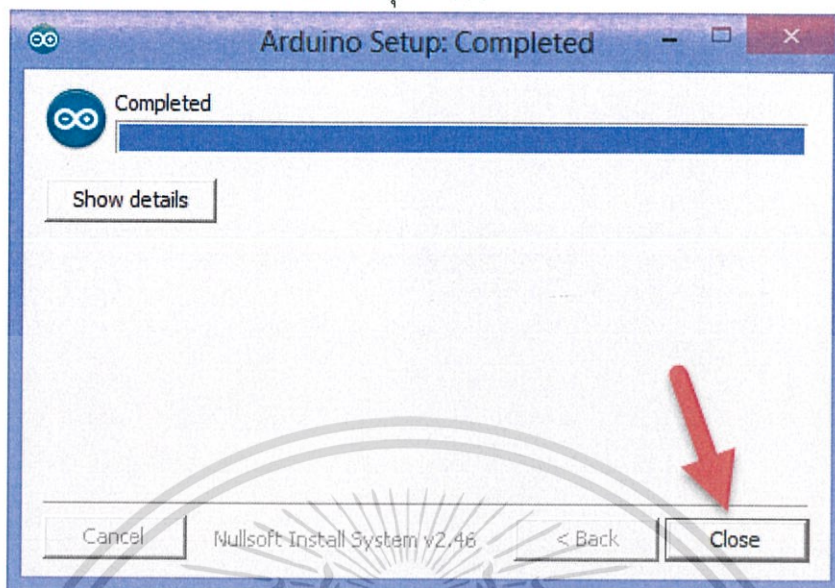 Arduino Setup: Completed
Completed
Show details
Cancel
Nullsoft Install System v2.46
< Back
Close